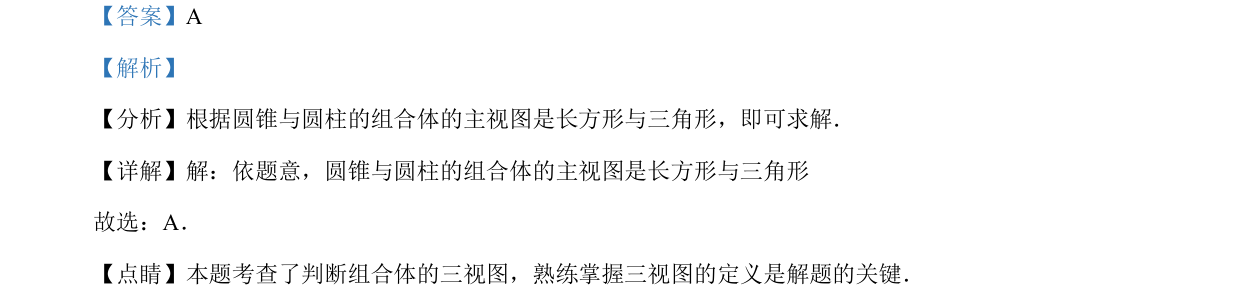 【答案】A
【解析】
【分析】根据圆锥与圆柱的组合体的主视图是长方形与三角形，即可求解．
【详解】解：依题意，圆锥与圆柱的组合体的主视图是长方形与三角形
故选：A．
【点睛】本题考查了判断组合体的三视图，熟练掌握三视图的定义是解题的关键．